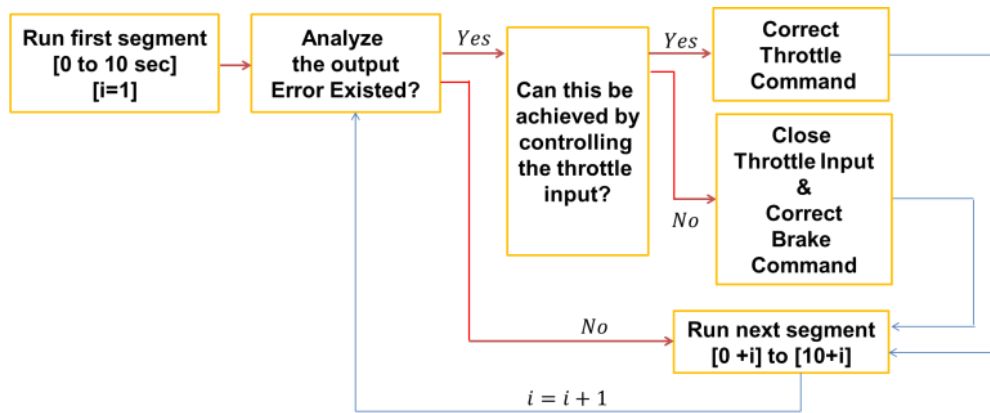 Run first segment
[0 to 10 sec]
[i=1]
Analyze
the output
Error Existed?
Yes
Can this be
achieved by
controlling
the throttle
input?
Yes
Correct
Throttle
Command
No
Close
Throttle Input
&
Correct
Brake
Command
No
Run next segment
[0 +i] to [10+i]
i = i + 1